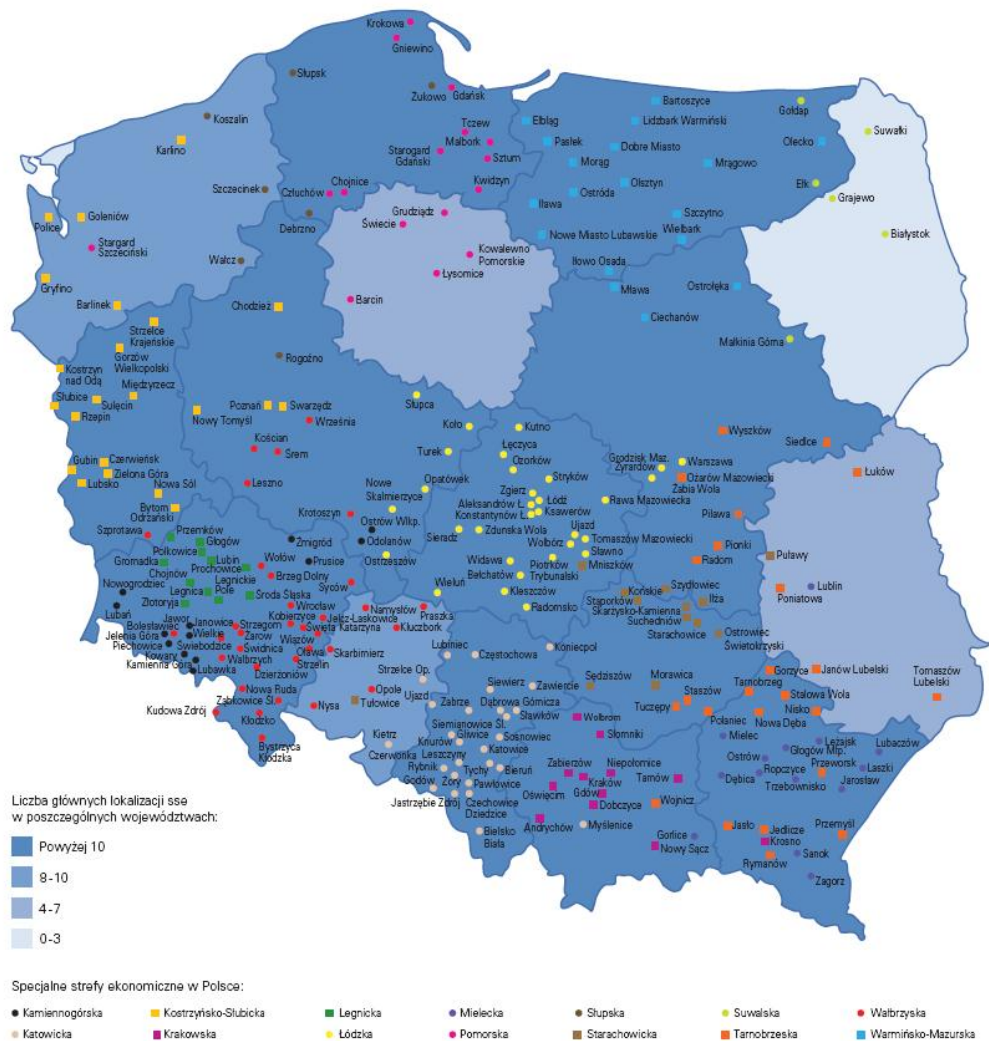 Krokowa
Gniewino
Słupsk
Żukowo
Gdańsk
Koszalin
Karlino
Tczew
Malbork
Starogard
Gdański
Sztum
Elbląg
Bartoszyce
Gołdap
Lidzbark Warmiński
Pasłęk
Dobre Miasto
Olecko
Suwałki
Morąg
Mrągowo
Szczecinek
Człuchów
Chojnice
Kwidzyn
Ostróda
Olsztyn
Ełk
Grajewo
Police
Goleniów
Debrzno
Grudziądz
Świecie
Iława
Szczytno
Wielbark
Białystok
Stargard
Szczeciński
Nowe Miasto Lubawskie
Wałcz
Kowalewno
Pomorskie
Iłowo Osada
Łysomice
Gryfino
Mława
Ostrołęka
Barlinek
Chodzież
Barcin
Ciechanów
Strzelce
Krajeńskie
Gorzów
Wielkopolski
Małkinia Górna
Rogoźno
Kostrzyn
nad Odą
Międzyrzecz
Słubice
Sulęcin
Rzepin
Nowy Tomyśl
Poznań
Swarzędz
Września
Słupca
Koło
Kutno
Wyszków
Siedlce
Kościan
Śrem
Turek
Łęczyca
Ozorków
Grodzisk Maz.
Żyrardów
Warszawa
Ożarów Mazowiecki
Żabia Wola
Łuków
Gubin
Czerwieńsk
Zielona Góra
Lubsko
Nowa Sól
Leszno
Nowe
Skalmierzyce
Opatówek
Stryków
Zgierz
Aleksandrów Ł.
Łódź
Konstantynów Ł.
Ksawerów
Rawa Mazowiecka
Bytom
Odrzański
Krotoszyn
Ostrów Wlkp.
Odolanów
Sieradz
Zdunska Wola
Ujazd
Wolbórz
Tomaszów Mazowiecki
Sławno
Piława
Szprotawa
Przemków
Głogów
Żmigród
Polkowice
Lubin
Gromadka
Prochowice
Wołów
Prusice
Ostrzeszów
Widawa
Piotrków
Trybunalski
Mniszków
Pionki
Radom
Puławy
Lublin
Poniatowa
Chojnów
Legnickie
Pole
Brzeg Dolny
Bełchatów
Nowogrodziec
Legnica
Środa Śląska
Syców
Wieluń
Kleszczów
Lubań
Złotoryja
Radomsko
Końskie
Szydłowiec
Stąporków
Skarżysko-Kamienna
Iłża
Suchedniów
Starachowice
Ostrowiec
Świetokrzyski
Wrocław
Namysłów
Praszka
Bolesławiec
Jawor
Janowice
Wielkie
Strzegom
Kobierzyce
Jelcz-Laskowice
Święta Katarzyna
Kluczbork
Jelenia Góra
Żarów
Piechowice
Świebodzice
Świdnica
Wiązów
Oława
Skarbimierz
Lubiniec
Częstochowa
Koniecpol
Kowary
Kamienna Góra
Wałbrzych
Strzelin
Lubawka
Dzierżoniów
Strzelce Op.
Siewierz
Zawiercie
Sędziszów
Morawica
Staszów
Gorzyce
Janów Lubelski
Tarnobrzeg
Tomaszów
Lubelski
Nowa Ruda
Opole
Ujazd
Ząbkowice Śl.
Tułowice
Zabrze
Dąbrowa Górnicza
Sławków
Tuczępy
Stalowa Wola
Nisko
Połaniec
Nowa Dęba
Kudowa Zdrój
Kłodzko
Nysa
Siemianowice Śl.
Gliwice
Sosnowiec
Wolbrom
Słomniki
Mielec
Leżajsk
Bystrzyca
Kłodzka
Kietrz
Czerwonka
Knurów
Leszczyny
Katowice
Ostrów
Głogów Młp.
Lubaczów
Rybnik
Tychy
Bieruń
Zabierzów
Niepołomice
Ropczyce
Przeworsk
Laszki
Godów
Żory
Pawłowice
Oświęcim
Kraków
Tarnów
Dębica
Trzebownisko
Jarosław
Jastrzębie Zdrój
Czechowice
Dziedzice
Gdów
Dobczyce
Wojnicz
Andrychów
Myślenice
Jasło
Jedlicze
Przemyśl
Bielsko
Biała
Gorlice
Krosno
Nowy Sącz
Rymanów
Sanok
Zagorz
Liczba głównych lokalizacji sse
w poszczególnych województwach:
Powyżej 10
8-10
4-7
0-3
Specjalne strefy ekonomiczne w Polsce:
Kamiennogórska
Kostrzyńsko-Słubicka
Legnicka
Mielecka
Słupska
Suwalska
Wałbrzyska
Katowicka
Krakowska
Łódzka
Pomorska
Starachowicka
Tarnobrzeska
Warmińsko-Mazurska